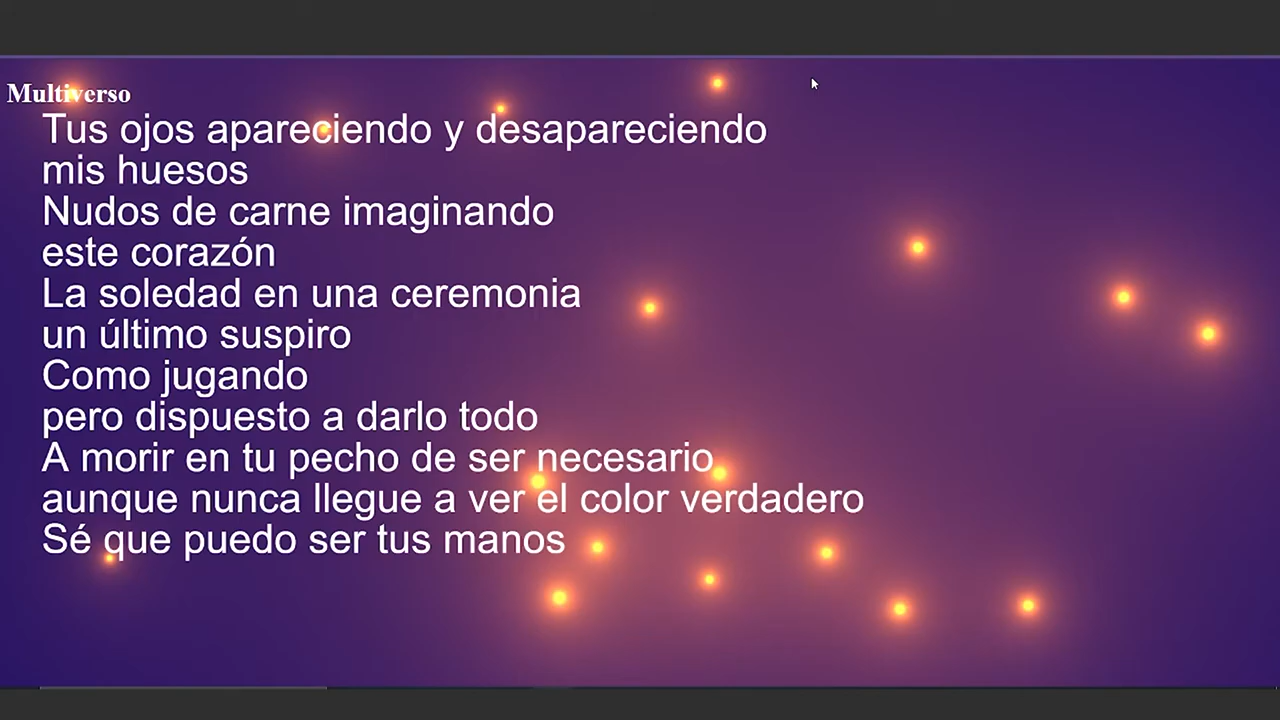 Multiverso
Tus ojos apareciendo y desapareciendo
mis huesos
Nudos de carne imaginando
este corazón
La soledad en una ceremonia
un último suspiro
Como jugando
pero dispuesto a darlo todo
A morir en tu pecho de ser necesario
aunque nunca llegue a ver el color verdadero
Sé que puedo ser tus manos